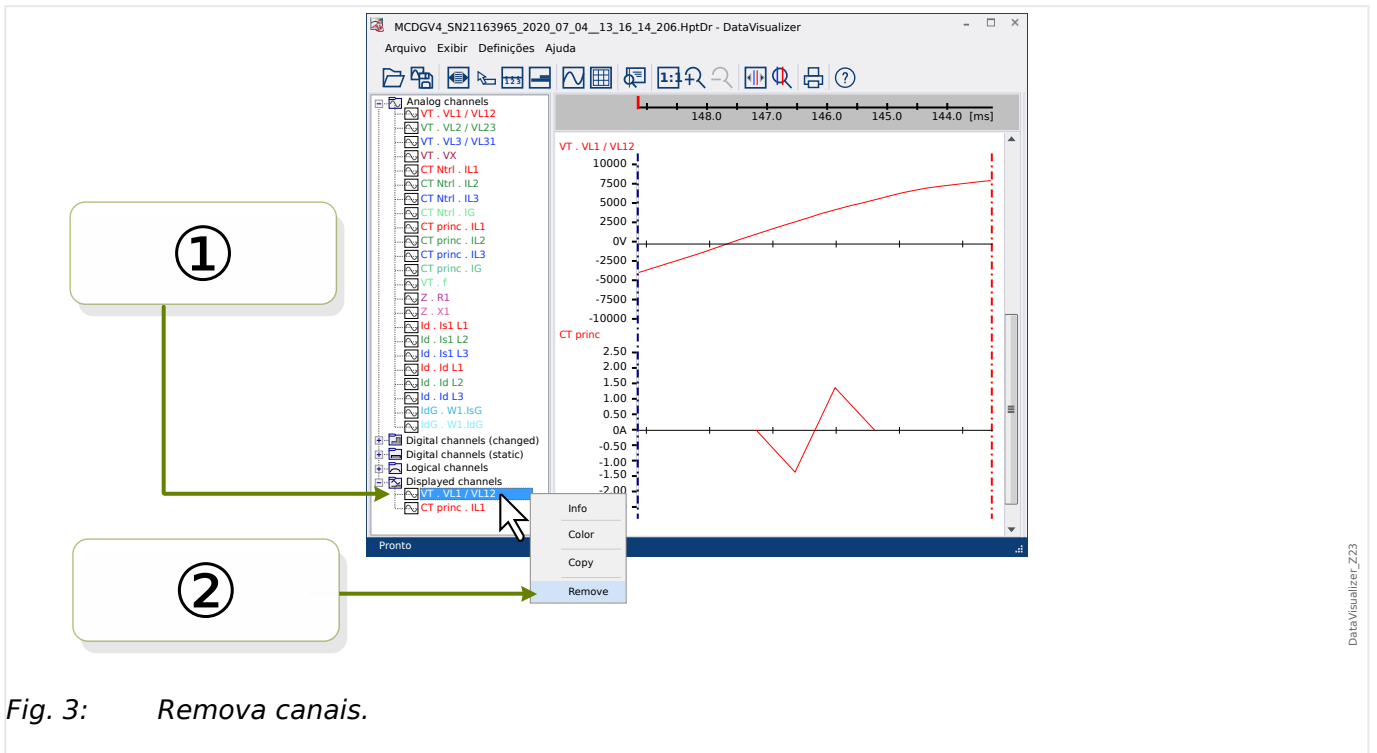 MCDGV4_SN21163965_2020_07_04__13_16_14_206.HptDr - DataVisualizer
Arquivo Exibir Definições Ajuda
123 1:1
Analog channels
VT . VL1 / VL12
VT . VL2 / VL23
VT . VL3 / VL31
VT . VX
CT Ntrl . IL1
CT Ntrl . IL2
CT Ntrl . IL3
CT Ntrl . IG
CT princ . IL1
CT princ . IL2
CT princ . IL3
CT princ . IG
VT . f
Z . R1
Z . X1
Id . Is1 L1
Id . Is1 L2
Id . Is1 L3
Id . Id L1
Id . Id L2
Id . Id L3
IdG . W1.IsG
IdG . W1.IdG
Digital channels (changed)
Digital channels (static)
Logical channels
Displayed channels
VT . VL1 / VL12
CT princ . IL1
148.0 147.0 146.0 145.0 144.0 [ms]
VT . VL1 / VL12
10000
7500
5000
2500
0V
-2500
-5000
-7500
-10000
CT princ
2.50
2.00
1.50
1.00
0.50
0A
-0.50
-1.00
-1.50
-2.00
Info
Color
Copy
Remove
Pronto
①
②
DataVisualizer_Z23
Fig. 3: Remova canais.